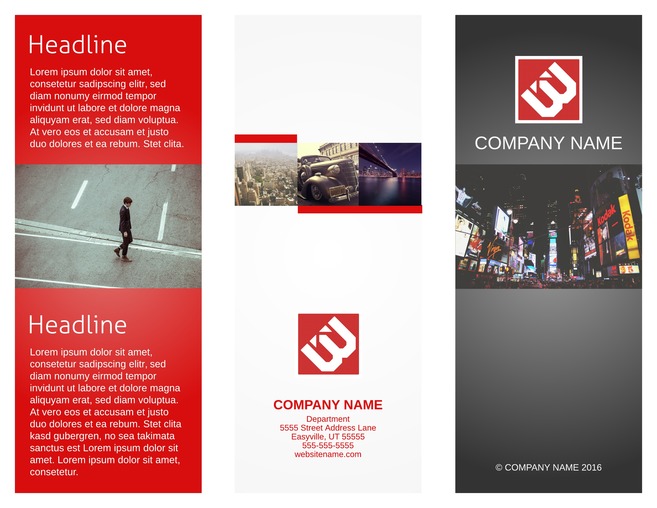 Headline
Lorem ipsum dolor sit amet,
consetetur sadipscing elitr, sed
diam nonumy eirmod tempor
invidunt ut labore et dolore magna
aliquyam erat, sed diam voluptua.
At vero eos et accusam et justo
duo dolores et ea rebum. Stet clita.
Headline
Lorem ipsum dolor sit amet,
consetetur sadipscing elitr, sed
diam nonumy eirmod tempor
invidunt ut labore et dolore magna
aliquyam erat, sed diam voluptua.
At vero eos et accusam et justo
duo dolores et ea rebum. Stet clita
kasd gubergren, no sea takimata
sanctus est Lorem ipsum dolor sit
amet. Lorem ipsum dolor sit amet,
consetetur.
COMPANY NAME
Department
5555 Street Address Lane
Easyville, UT 55555
555-555-5555
websitename.com
COMPANY NAME
Kodak
Kodak
© COMPANY NAME 2016